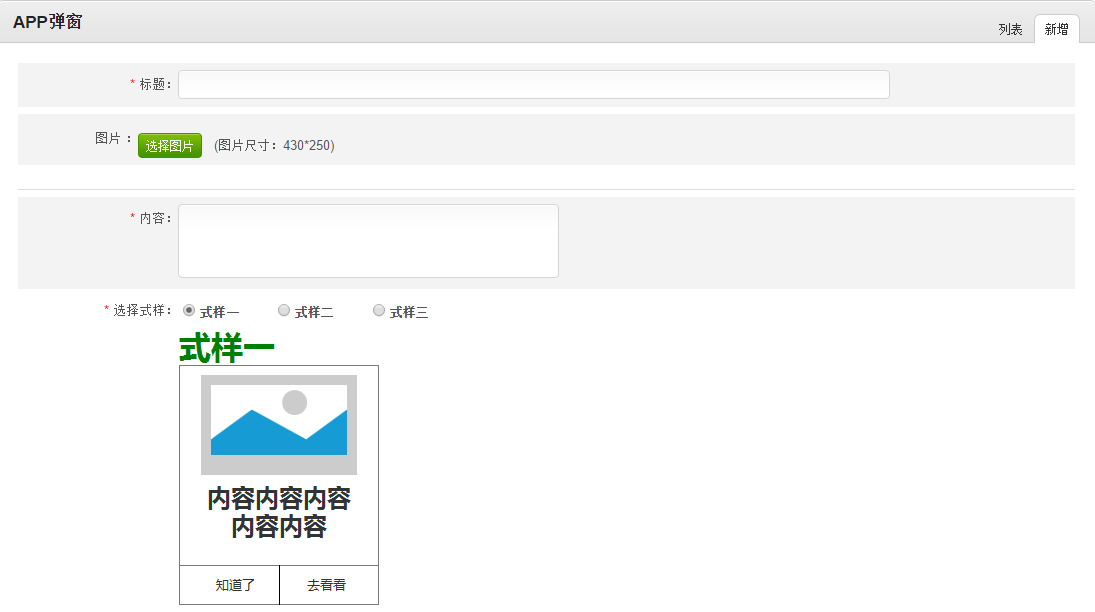 APP弹窗
列表 新增
* 标题：
图片 ： 选择图片 (图片尺寸：430*250)
* 内容：
* 选择式样： 式样一 式样二 式样三
式样一
内容内容内容
内容内容
知道了 去看看